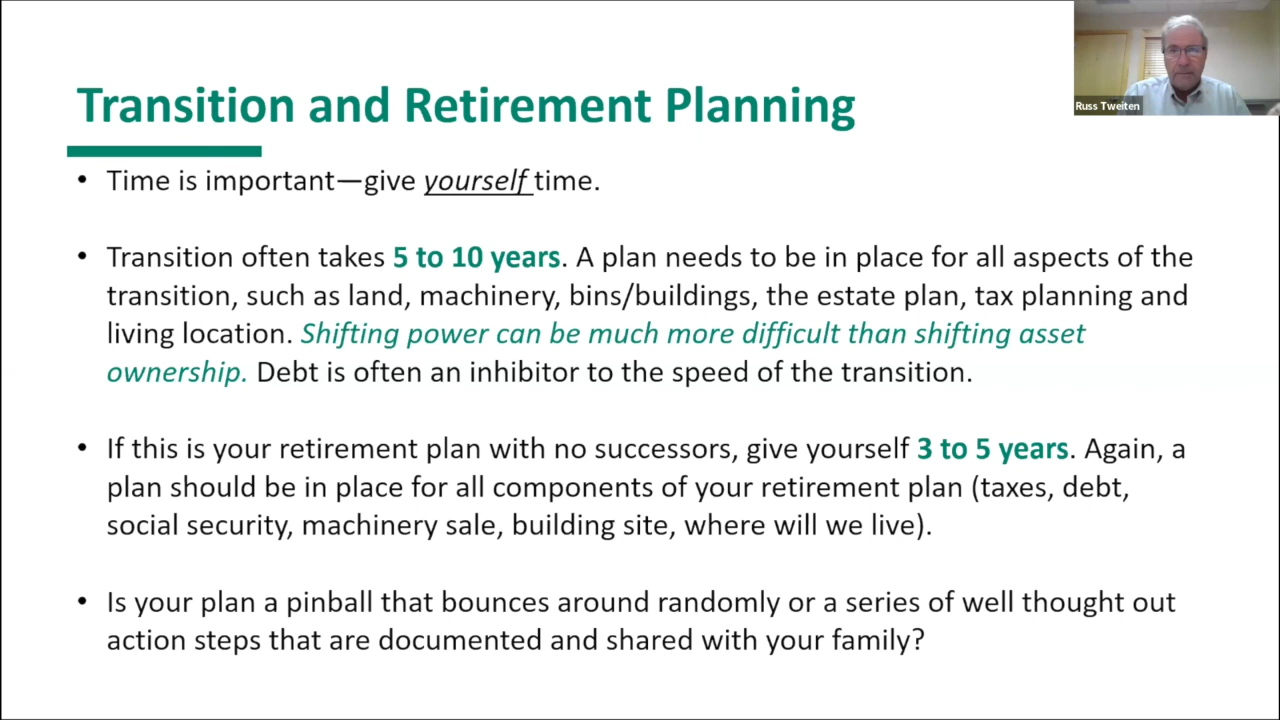 Transition and Retirement Planning
Russ Tweiten
• Time is important—give yourself time.
• Transition often takes 5 to 10 years. A plan needs to be in place for all aspects of the
transition, such as land, machinery, bins/buildings, the estate plan, tax planning and
living location. Shifting power can be much more difficult than shifting asset
ownership. Debt is often an inhibitor to the speed of the transition.
• If this is your retirement plan with no successors, give yourself 3 to 5 years. Again, a
plan should be in place for all components of your retirement plan (taxes, debt,
social security, machinery sale, building site, where will we live).
• Is your plan a pinball that bounces around randomly or a series of well thought out
action steps that are documented and shared with your family?